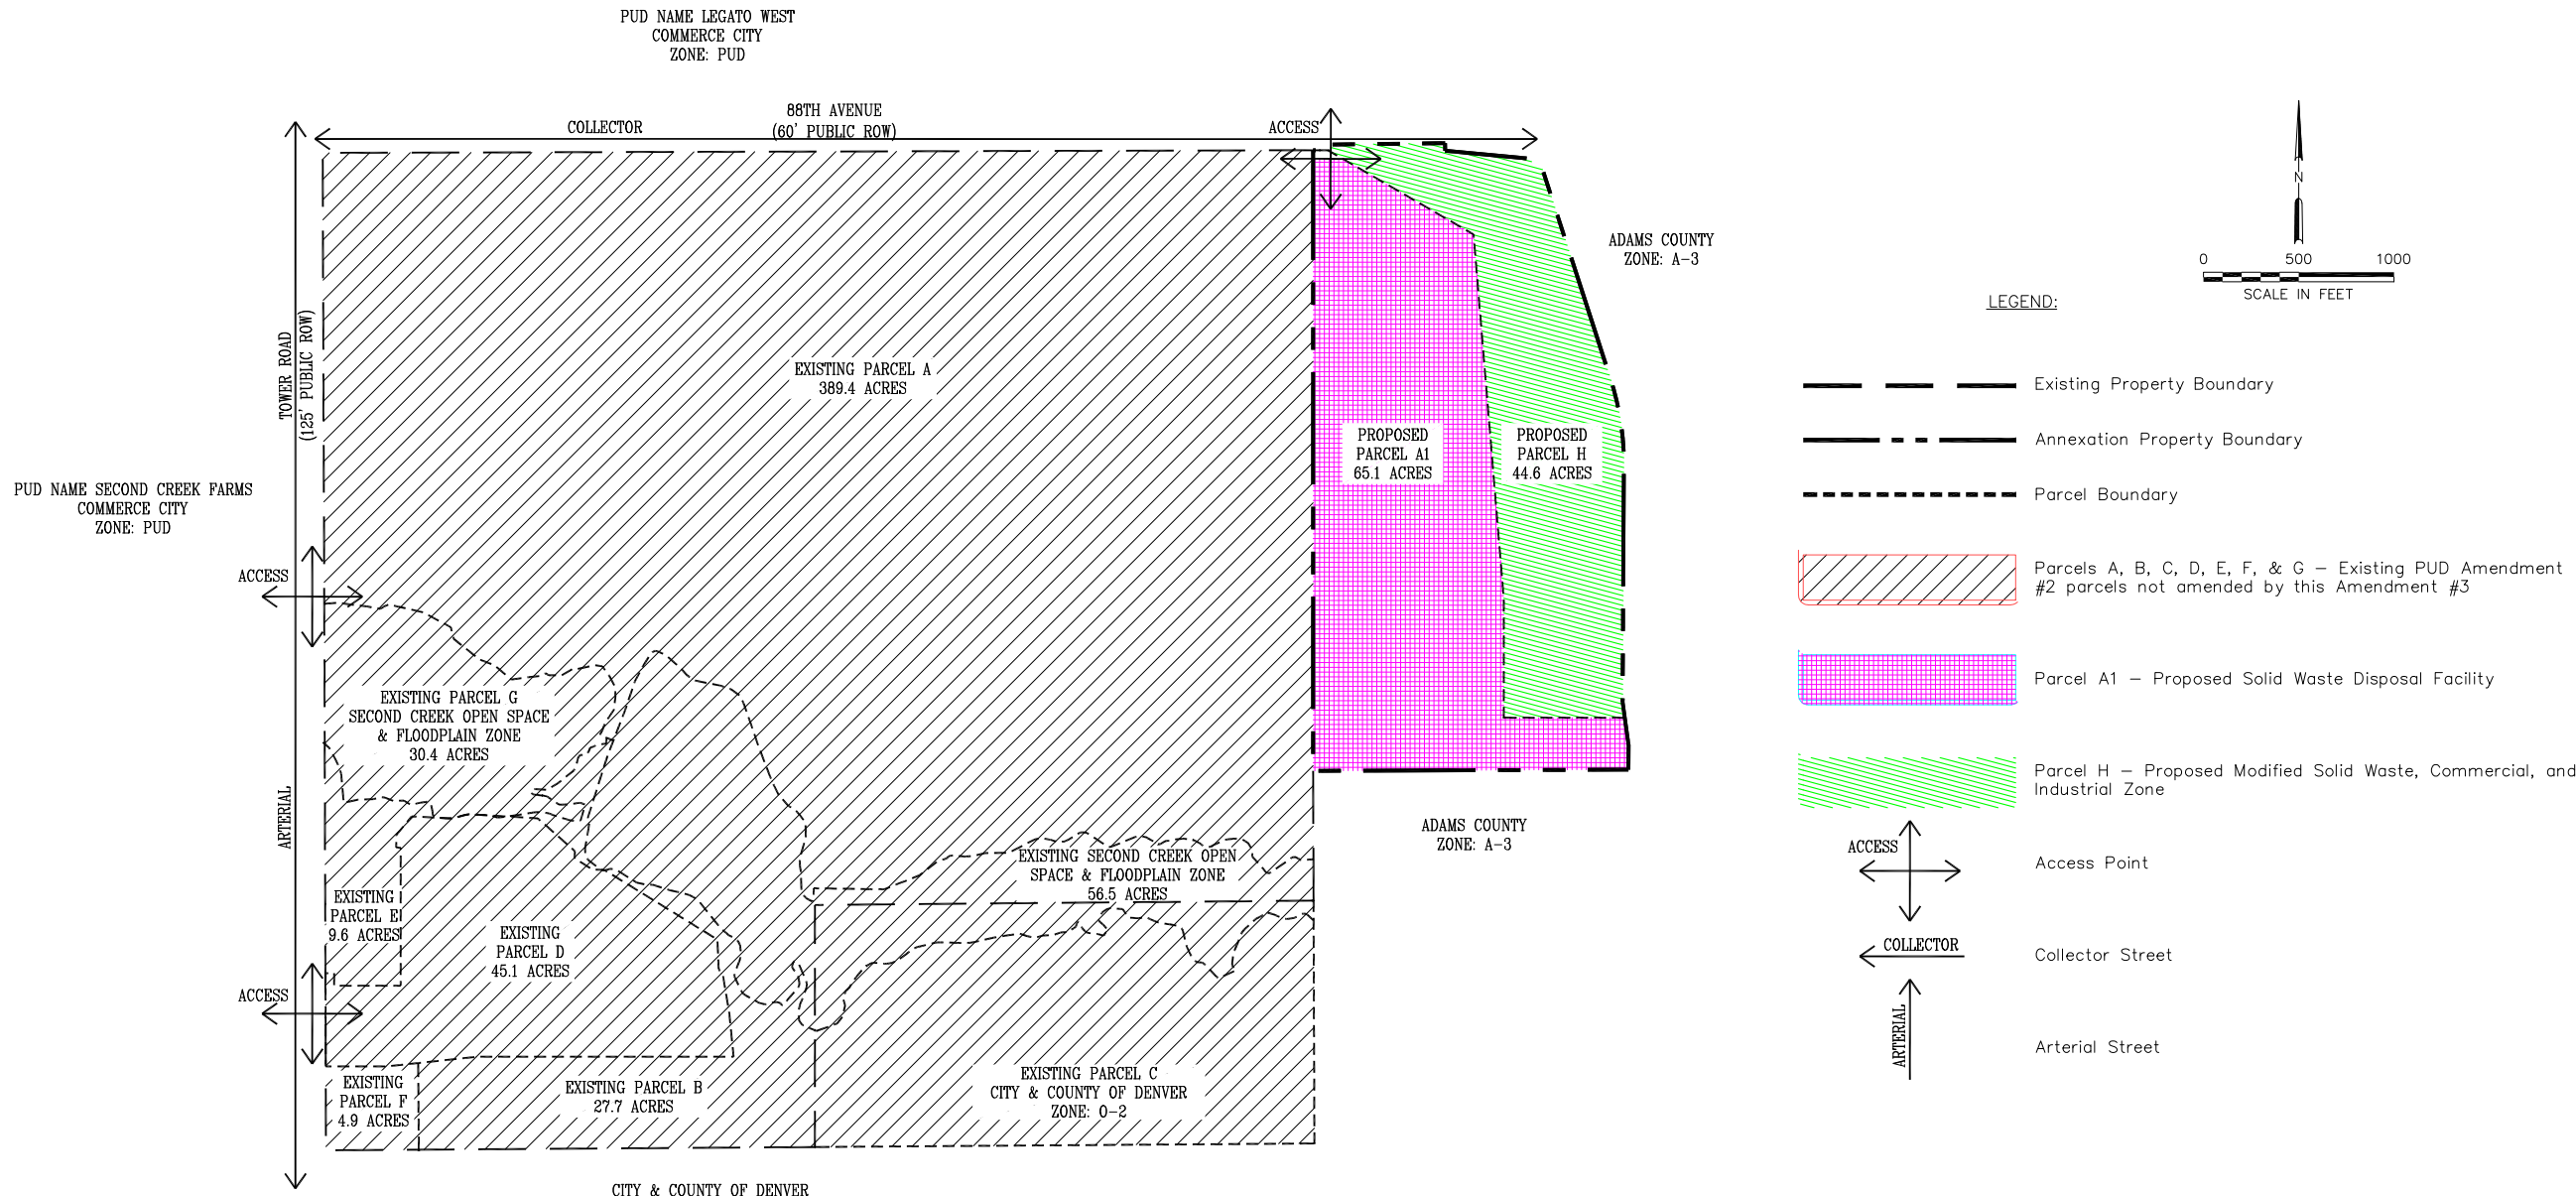 PUD NAME LEGATO WEST
COMMERCE CITY
ZONE: PUD
88TH AVENUE
(60' PUBLIC ROW)
COLLECTOR
ACCESS
TOWER ROAD
(125' PUBLIC ROW)
ARTERIAL
PUD NAME SECOND CREEK FARMS
COMMERCE CITY
ZONE: PUD
ACCESS
ACCESS
EXISTING PARCEL A
389.4 ACRES
PROPOSED
PARCEL A1
65.1 ACRES
PROPOSED
PARCEL H
44.6 ACRES
ADAMS COUNTY
ZONE: A-3
EXISTING PARCEL G
SECOND CREEK OPEN SPACE
& FLOODPLAIN ZONE
30.4 ACRES
EXISTING
PARCEL E
9.6 ACRES
EXISTING
PARCEL D
45.1 ACRES
EXISTING SECOND CREEK OPEN
SPACE & FLOODPLAIN ZONE
56.5 ACRES
ADAMS COUNTY
ZONE: A-3
EXISTING
PARCEL F
4.9 ACRES
EXISTING PARCEL B
27.7 ACRES
EXISTING PARCEL C
CITY & COUNTY OF DENVER
ZONE: O-2
CITY & COUNTY OF DENVER
N
0 500 1000
SCALE IN FEET
LEGEND:
Existing Property Boundary
Annexation Property Boundary
Parcel Boundary
Parcels A, B, C, D, E, F, & G – Existing PUD Amendment
#2 parcels not amended by this Amendment #3
Parcel A1 – Proposed Solid Waste Disposal Facility
Parcel H – Proposed Modified Solid Waste, Commercial, and
Industrial Zone
ACCESS
Access Point
COLLECTOR
Collector Street
ARTERIAL
Arterial Street